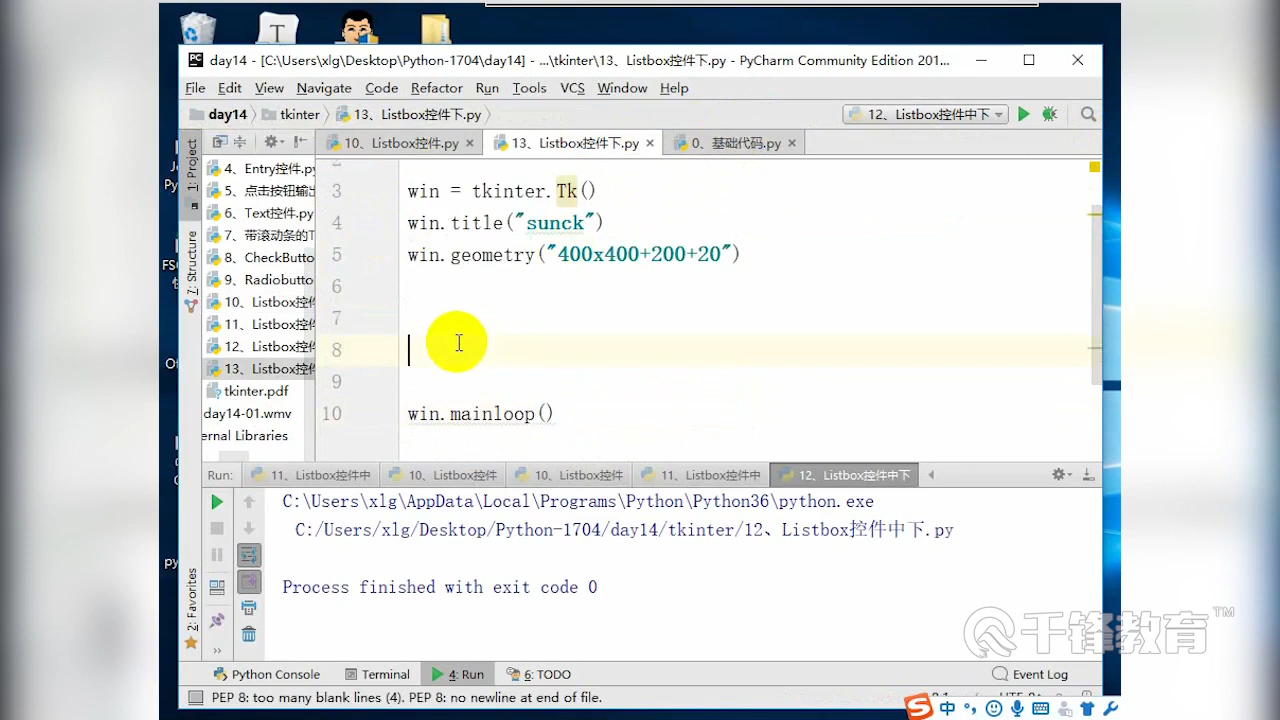 T
day14 - [C:\Users\xlg\Desktop\Python-1704\day14] - ...\tkinter\13、Listbox控件下.py - PyCharm Community Edition 201...
File Edit View Navigate Code Refactor Run Tools VCS Window Help
day14 tkinter 13、Listbox控件下.py 12、Listbox控件中下
10、Listbox控件.py × 13、Listbox控件下.py × 0、基础代码.py ×
1: Project
7: Structure
2: Favorites
4、Entry控件.py
5、点击按钮输出
6、Text控件.py
7、带滚动条的T
8、CheckButto
9、Radiobutto
10、Listbox控件
11、Listbox控件
12、Listbox控件
13、Listbox控件
tkinter.pdf
day14-01.wmv
ernal Libraries
3 win = tkinter.Tk()
4 win.title("sunck")
5 win.geometry("400x400+200+20")
6
7
8
9
10 win.mainloop()
Run: 11、Listbox控件中 10、Listbox控件 10、Listbox控件 11、Listbox控件中 12、Listbox控件中下
C:\Users\xlg\AppData\Local\Programs\Python\Python36\python.exe
C:/Users/xlg/Desktop/Python-1704/day14/tkinter/12、Listbox控件中下.py
Process finished with exit code 0
千锋教育™
Python Console Terminal 4: Run 6: TODO Event Log
PEP 8: too many blank lines (4). PEP 8: no newline at end of file.
中